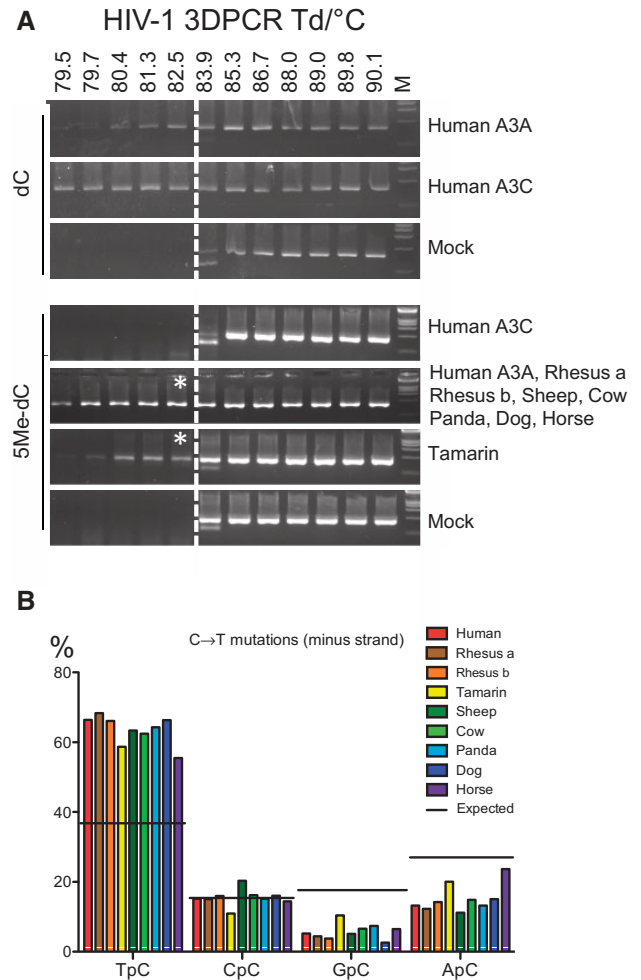 A
HIV-1 3DPCR Td/°C
79.5 79.7 80.4 81.3 82.5 83.9 85.3 86.7 88.0 89.0 89.8 90.1 M
dC
Human A3A
Human A3C
Mock
5Me-dC
Human A3C
*
Human A3A, Rhesus a
Rhesus b, Sheep, Cow
Panda, Dog, Horse
*
Tamarin
Mock
B
%
C→T mutations (minus strand)
80
60
40
20
0
Human
Rhesus a
Rhesus b
Tamarin
Sheep
Cow
Panda
Dog
Horse
Expected
TpC CpC GpC ApC